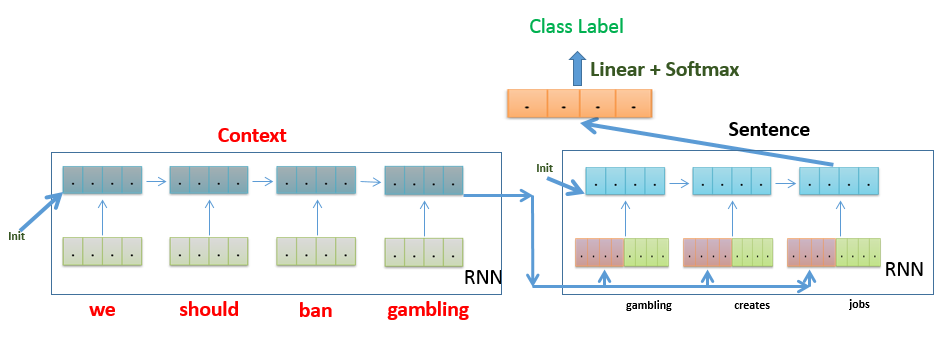 Class Label
Linear + Softmax
Context
Sentence
Init
Init
RNN
RNN
we should ban gambling
gambling creates jobs